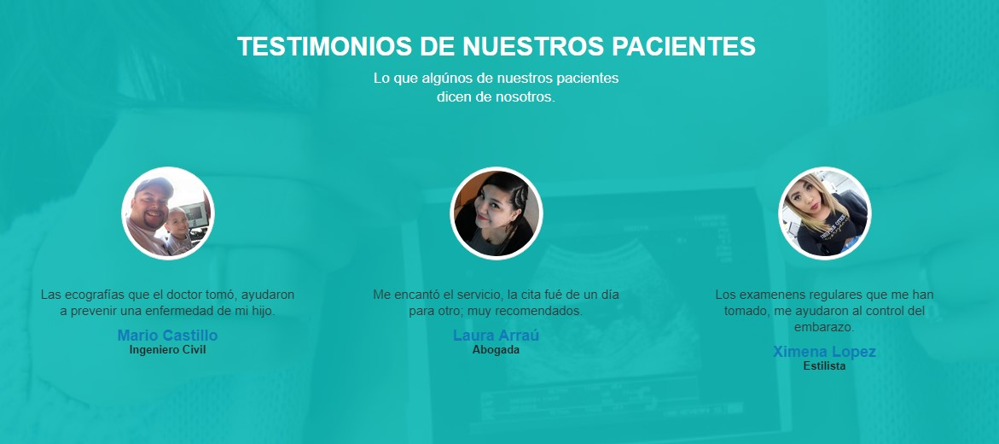 TESTIMONIOS DE NUESTROS PACIENTES
Lo que algúnos de nuestros pacientes
dicen de nosotros.
Las ecografías que el doctor tomó, ayudaron
a prevenir una enfermedad de mi hijo.
Mario Castillo
Ingeniero Civil
Me encantó el servicio, la cita fué de un día
para otro; muy recomendados.
Laura Arraú
Abogada
Los examenens regulares que me han
tomado, me ayudaron al control del
embarazo.
Ximena Lopez
Estilista